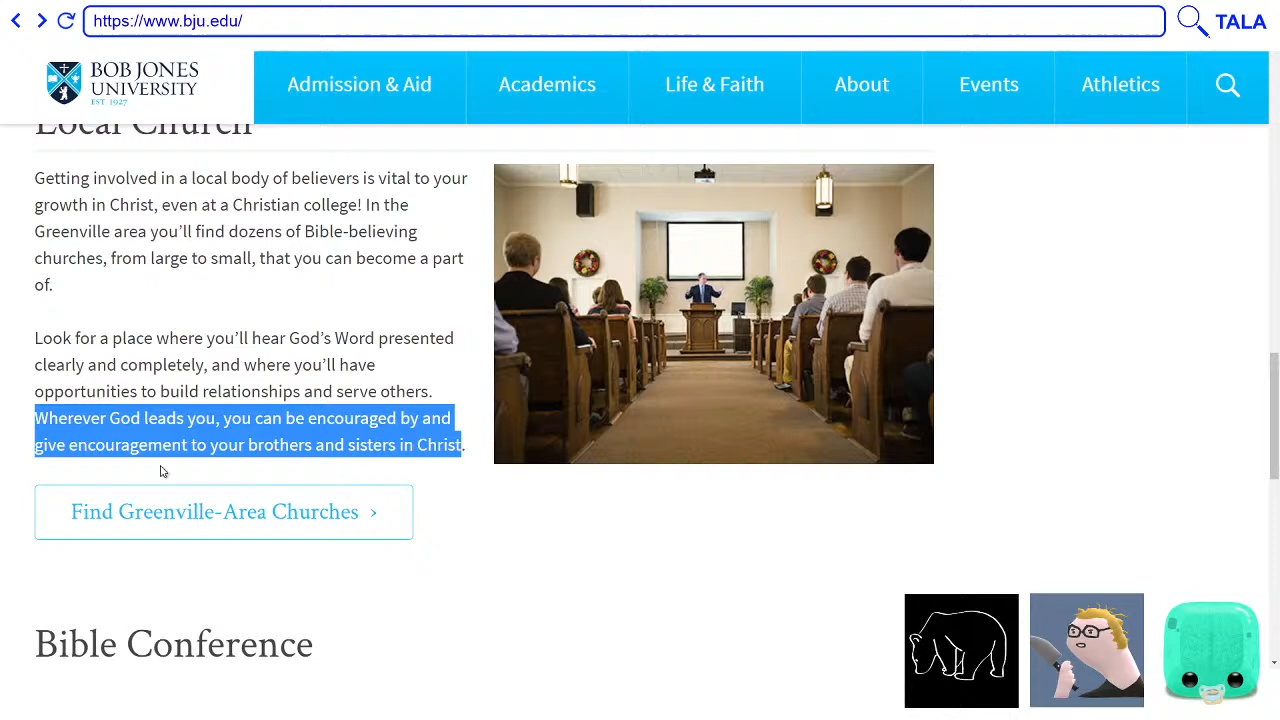 https://www.bju.edu/
TALA
BOB JONES
UNIVERSITY
EST. 1927
Admission & Aid
Academics
Life & Faith
About
Events
Athletics
Local Church
Getting involved in a local body of believers is vital to your
growth in Christ, even at a Christian college! In the
Greenville area you’ll find dozens of Bible-believing
churches, from large to small, that you can become a part
of.
Look for a place where you’ll hear God’s Word presented
clearly and completely, and where you’ll have
opportunities to build relationships and serve others.
Wherever God leads you, you can be encouraged by and
give encouragement to your brothers and sisters in Christ.
Find Greenville-Area Churches ›
Bible Conference